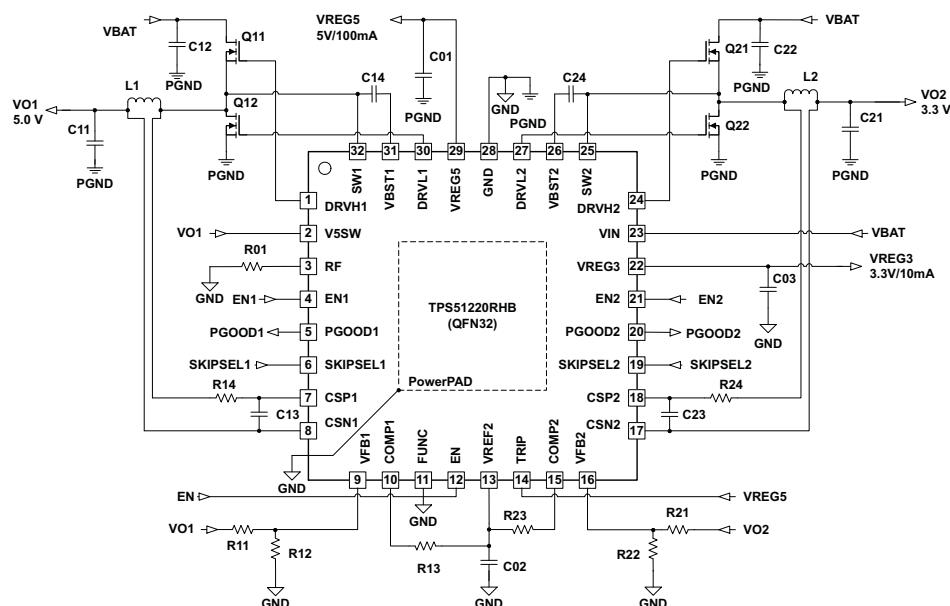 VBAT
Q11
C12
PGND
L1
VO1
5.0 V
C11
PGND
Q12
PGND
C14
VREG5
5V/100mA
C01
PGND
GND
PGND
C24
Q21
VBAT
C22
PGND
L2
VO2
3.3 V
C21
PGND
Q22
PGND
32
31
30
29
28
27
26
25
SW1
VBST1
DRVL1
VREG5
GND
DRVL2
VBST2
SW2
1
DRVH1
DRVH2
24
VO1
2
V5SW
VIN
23
VBAT
R01
GND
3
RF
VREG3
22
VREG3
3.3V/10mA
C03
GND
EN1
4
EN1
EN2
21
EN2
TPS51220RHB
(QFN32)
PGOOD1
5
PGOOD1
PGOOD2
20
PGOOD2
SKIPSEL1
6
SKIPSEL1
SKIPSEL2
19
SKIPSEL2
PowerPAD
R14
7
CSP1
CSP2
18
R24
C13
8
CSN1
CSN2
17
C23
GND
VFB1
COMP1
FUNC
EN
VREF2
TRIP
COMP2
VFB2
9
10
11
12
13
14
15
16
EN
GND
VREG5
VO1
R11
R12
GND
R13
R23
C02
GND
R21
VO2
R22
GND